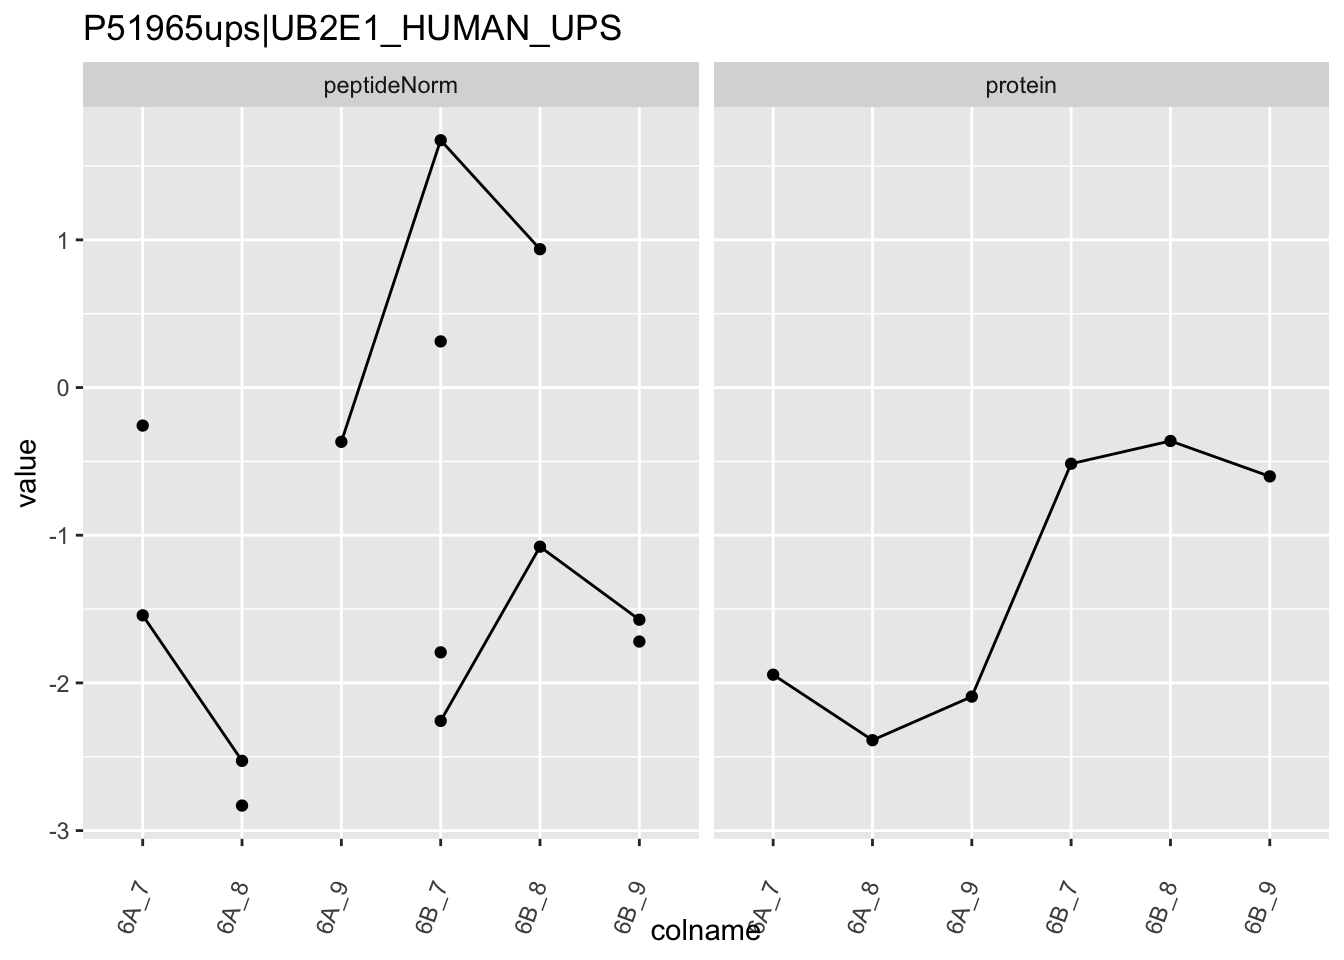 P51965ups|UB2E1_HUMAN_UPS
peptideNorm
protein
value
1
0
-1
-2
-3
6A_7
6A_8
6A_9
6B_7
6B_8
6B_9
6A_7
6A_8
6A_9
6B_7
6B_8
6B_9
colname